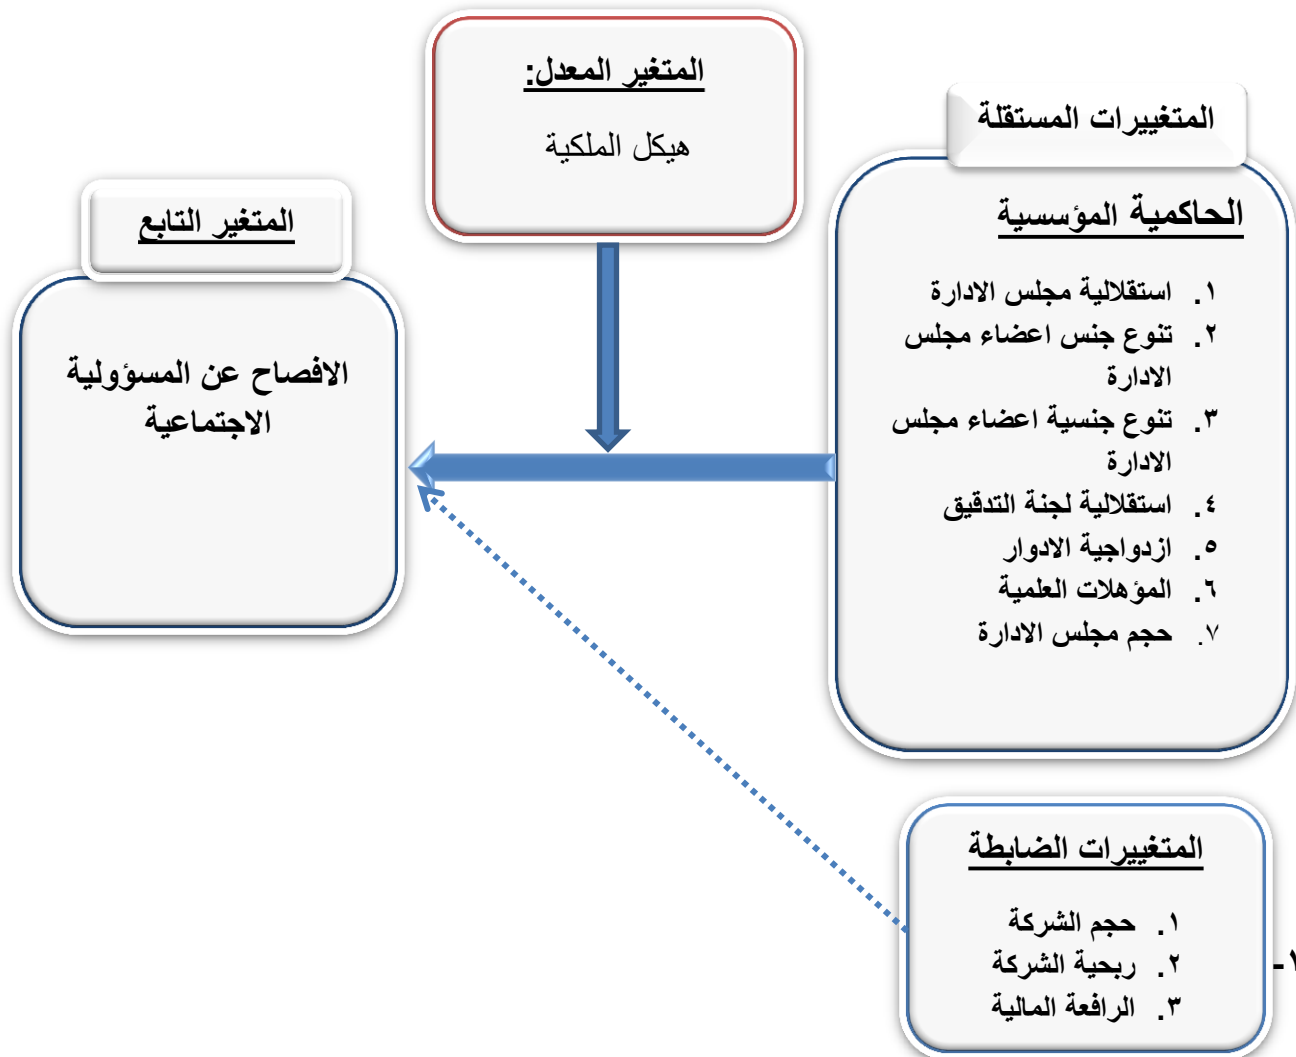 المتغير المعدل:
هيكل الملكية
المتغييرات المستقلة
الحاكمية المؤسسية
١. استقلالية مجلس الادارة
٢. تنوع جنس اعضاء مجلس
الادارة
٣. تنوع جنسية اعضاء مجلس
الادارة
٤. استقلالية لجنة التدقيق
٥. ازدواجية الادوار
٦. المؤهلات العلمية
٧. حجم مجلس الادارة
المتغير التابع
الافصاح عن المسؤولية
الاجتماعية
المتغييرات الضابطة
١. حجم الشركة
٢. ربحية الشركة
٣. الرافعة المالية
١-